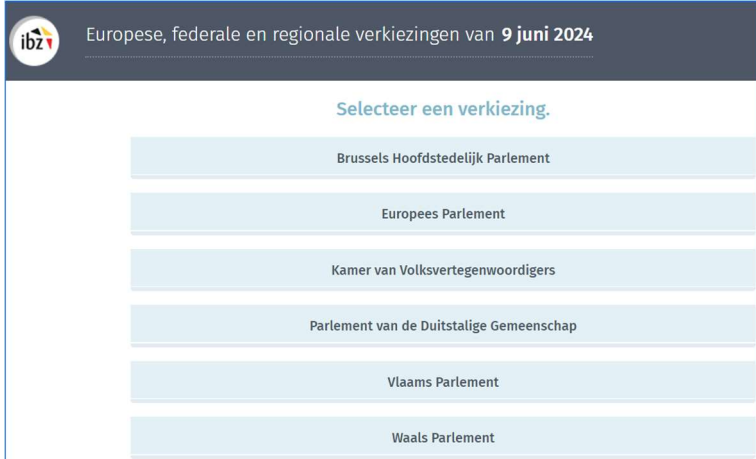 ibz
Europese, federale en regionale verkiezingen van 9 juni 2024
Selecteer een verkiezing.
Brussels Hoofdstedelijk Parlement
Europees Parlement
Kamer van Volksvertegenwoordigers
Parlement van de Duitstalige Gemeenschap
Vlaams Parlement
Waals Parlement